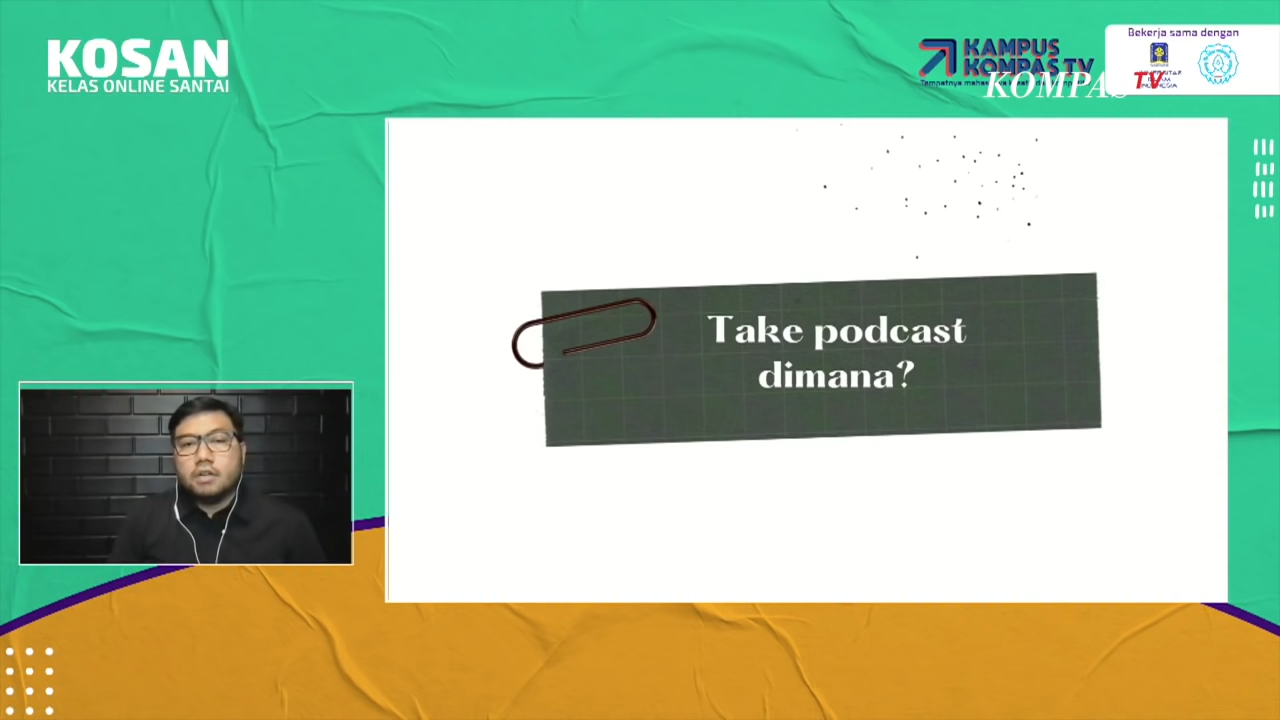 KOSAN
KELAS ONLINE SANTAI
KAMPUS
KOMPAS TV
KOMPAS TV
Bekerja sama dengan
Take podcast
dimana?